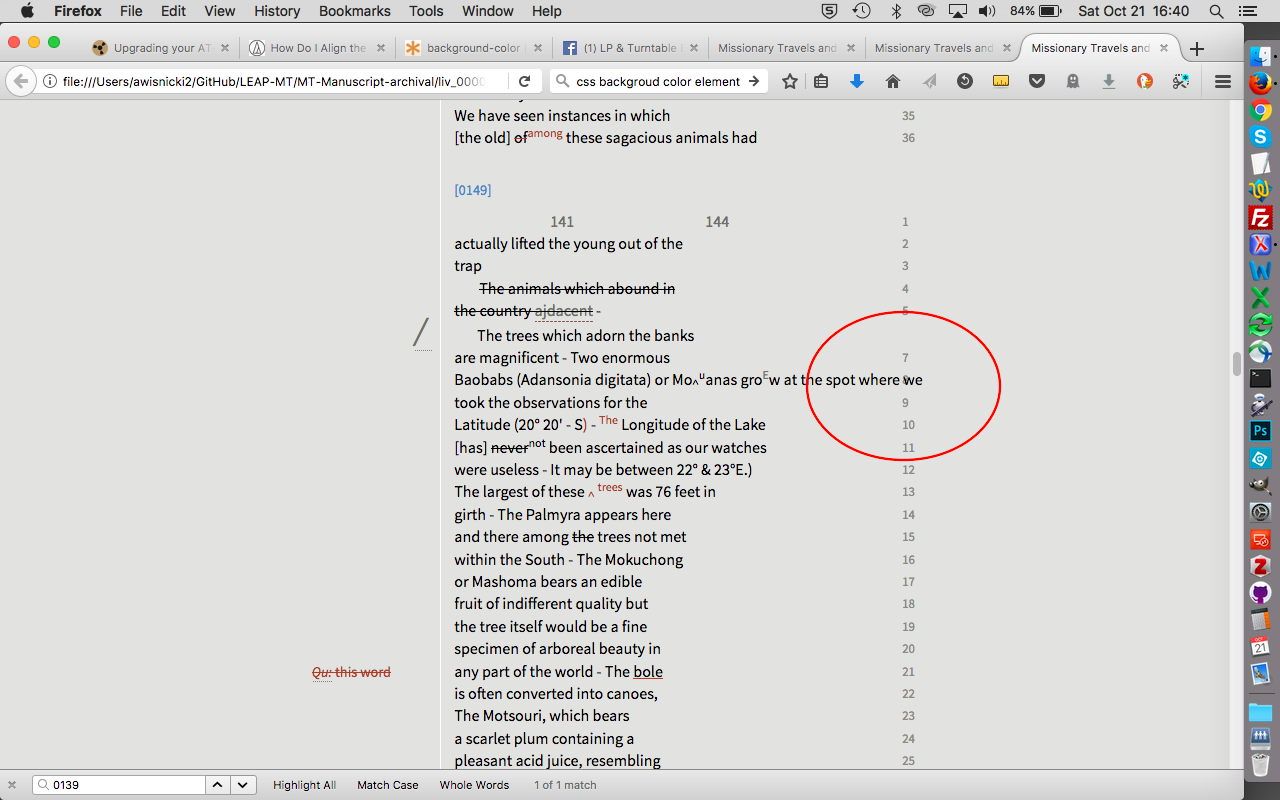 Firefox File Edit View History Bookmarks Tools Window Help 84% Sat Oct 21 16:40
Upgrading your AT
How Do I Align the
background-color
(1) LP & Turntable
Missionary Travels and
Missionary Travels and
Missionary Travels and
file:///Users/awisnicki2/GitHub/LEAP-MT/MT-Manuscript-archival/liv_0000
css backgroud color element
We have seen instances in which 35
[the old] ofamong these sagacious animals had 36
[0149]
141 144 1
actually lifted the young out of the 2
trap 3
The animals which abound in 4
the country ajdacent - 5
/ The trees which adorn the banks
are magnificent - Two enormous 7
Baobabs (Adansonia digitata) or Mo^uanas groEw at the spot where we 8
took the observations for the 9
Latitude (20° 20' - S) - The Longitude of the Lake 10
[has] nevernot been ascertained as our watches 11
were useless - It may be between 22° & 23°E.) 12
The largest of these ^ trees was 76 feet in 13
girth - The Palmyra appears here 14
and there among the trees not met 15
within the South - The Mokuchong 16
or Mashoma bears an edible 17
fruit of indifferent quality but 18
the tree itself would be a fine 19
specimen of arboreal beauty in 20
Qu: this word any part of the world - The bole 21
is often converted into canoes, 22
The Motsouri, which bears 23
a scarlet plum containing a 24
pleasant acid juice, resembling 25
0139 Highlight All Match Case Whole Words 1 of 1 match